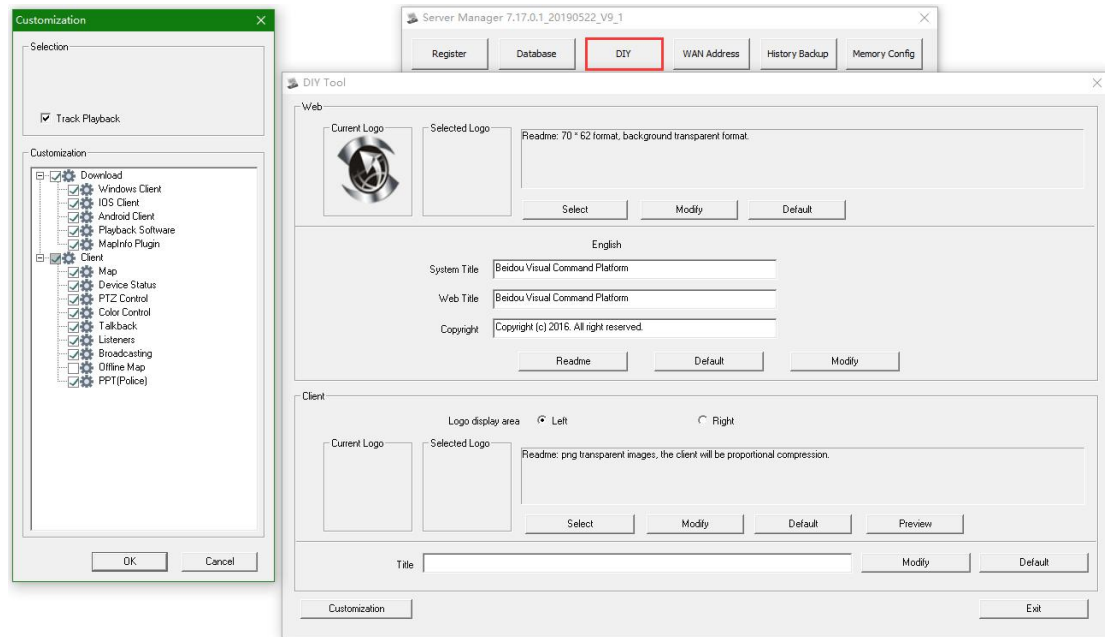 Customization
Selection
Track Playback
Customization
Download
Windows Client
IOS Client
Android Client
Playback Software
MapInfo Plugin
Client
Map
Device Status
PTZ Control
Color Control
Talkback
Listeners
Broadcasting
Offline Map
PPT(Police)
OK
Cancel
Server Manager 7.17.0.1_20190522_V9_1
Register
Database
DIY
WAN Address
History Backup
Memory Config
DIY Tool
Web
Current Logo
Selected Logo
Readme: 70 * 62 format, background transparent format.
Select
Modify
Default
English
System Title
Beidou Visual Command Platform
Web Title
Beidou Visual Command Platform
Copyright
Copyright (c) 2016. All right reserved.
Readme
Default
Modify
Client
Logo display area
Left
Right
Current Logo
Selected Logo
Readme: png transparent images, the client will be proportional compression.
Select
Modify
Default
Preview
Title
Modify
Default
Customization
Exit